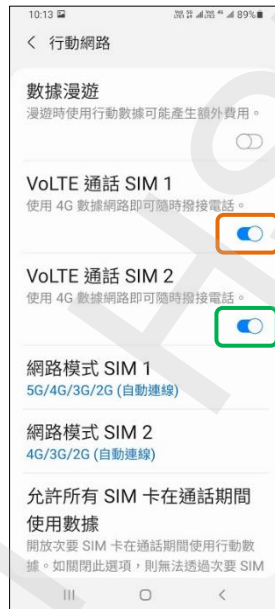 10:13
89%
行動網路
數據漫遊
漫遊時使用行動數據可能產生額外費用。
VoLTE 通話 SIM 1
使用 4G 數據網路即可隨時撥接電話。
VoLTE 通話 SIM 2
使用 4G 數據網路即可隨時撥接電話。
網路模式 SIM 1
5G/4G/3G/2G (自動連線)
網路模式 SIM 2
4G/3G/2G (自動連線)
允許所有 SIM 卡在通話期間
使用數據
開放次要 SIM 卡在通話期間使用行動數
據。如關閉此選項，則無法透過次要 SIM